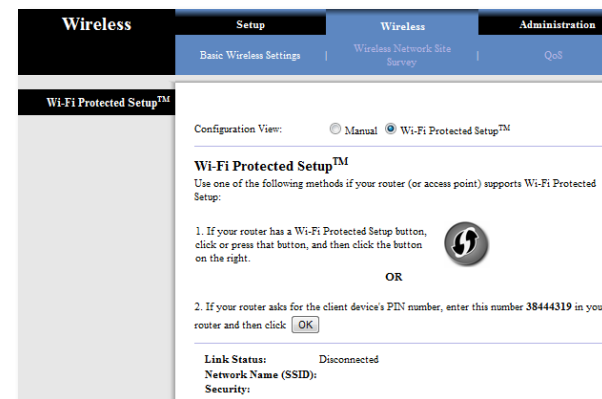 Wireless
Setup
Wireless
Administration
Basic Wireless Settings | Wireless Network Site Survey | QoS
Wi-Fi Protected Setup™
Configuration View: Manual Wi-Fi Protected Setup™
Wi-Fi Protected Setup™
Use one of the following methods if your router (or access point) supports Wi-Fi Protected
Setup:
1. If your router has a Wi-Fi Protected Setup button,
click or press that button, and then click the button
on the right.
OR
2. If your router asks for the client device's PIN number, enter this number 38444319 in you
router and then click OK
Link Status: Disconnected
Network Name (SSID):
Security: